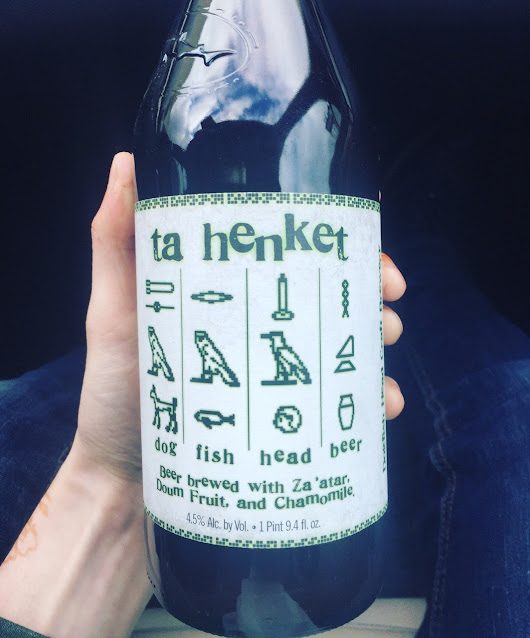 ta henket
dog fish head beer
Beer brewed with Za'atar,
Doum Fruit, and Chamomile.
4.5% Alc. by Vol. • 1 Pint 9.4 fl. oz.